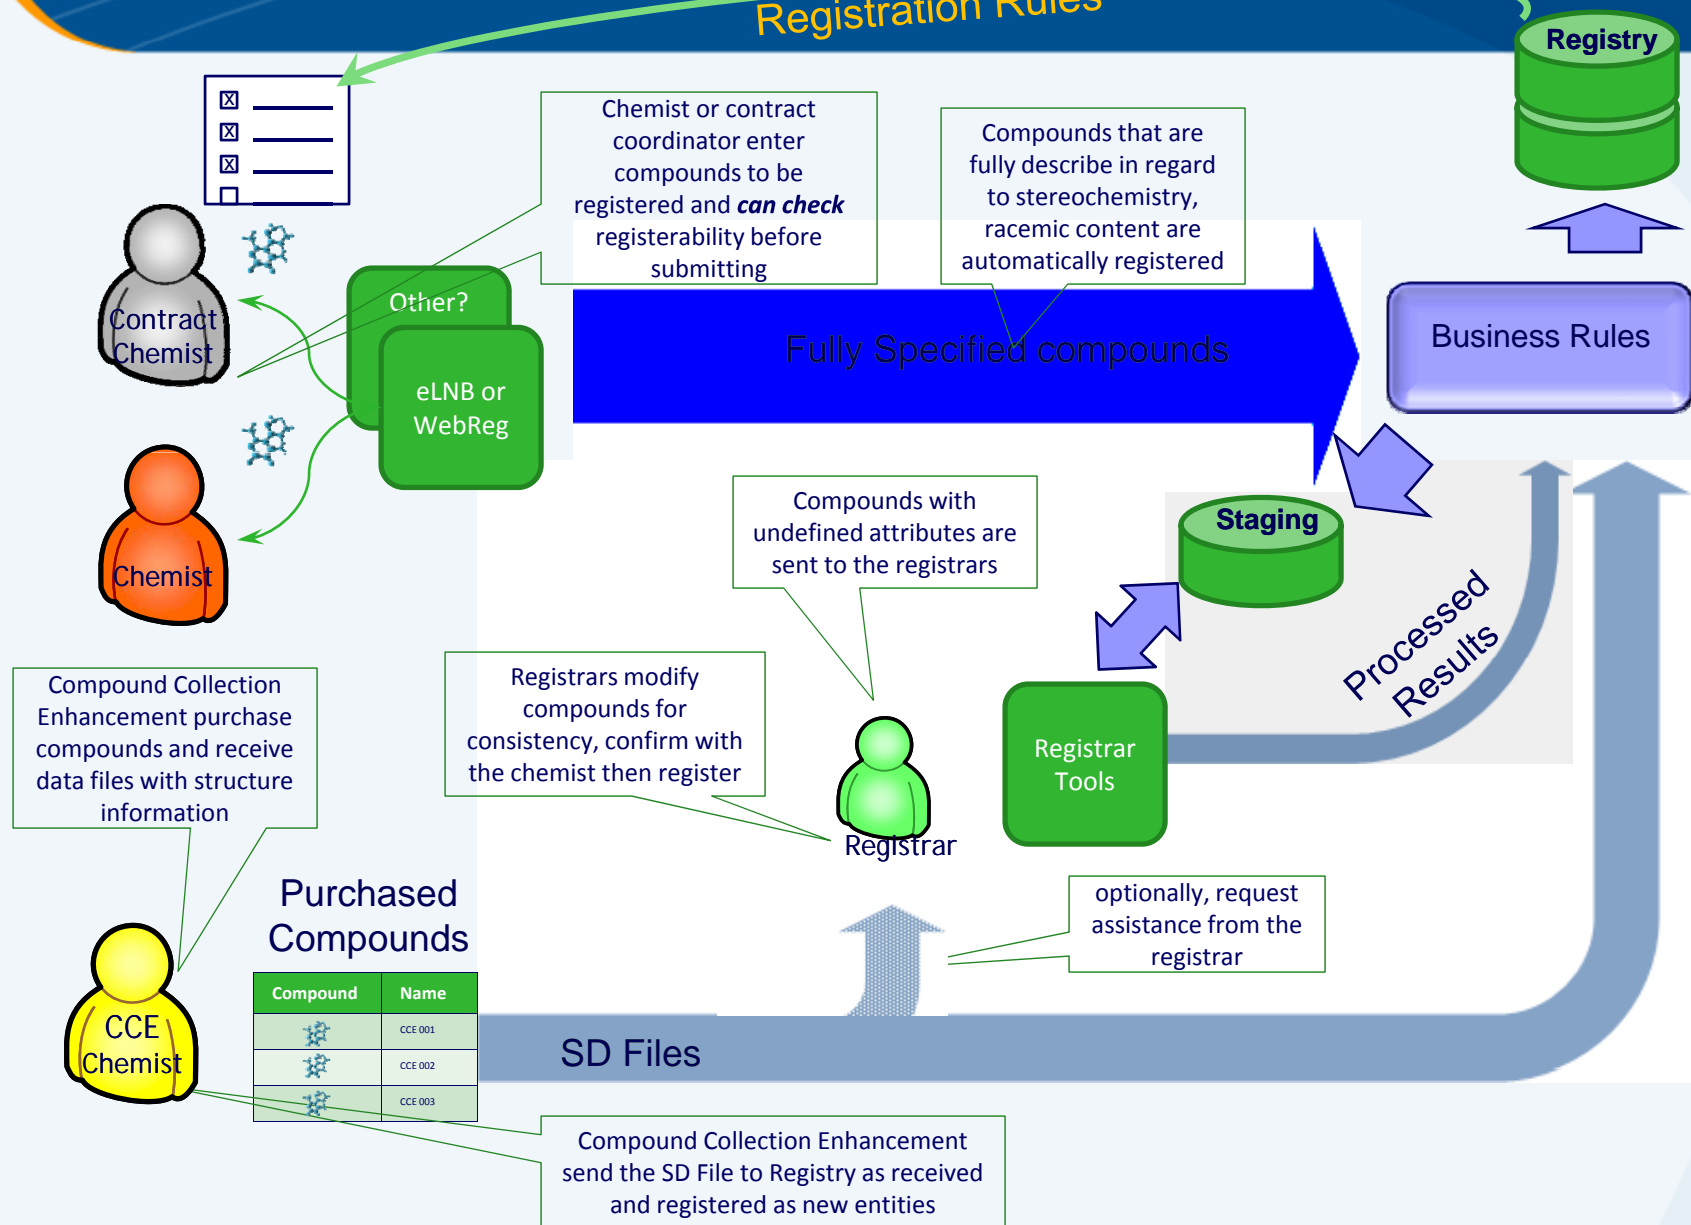 Registration Rules
Registry
X
X
X
Chemist or contract
coordinator enter
compounds to be
registered and can check
registerability before
submitting
Compounds that are
fully describe in regard
to stereochemistry,
racemic content are
automatically registered
Contract
Chemist
Other?
eLNB or
WebReg
Fully Specified compounds
Business Rules
Chemist
Compounds with
undefined attributes are
sent to the registrars
Staging
Processed
Results
Registrars modify
compounds for
consistency, confirm with
the chemist then register
Registrar
Tools
Registrar
Compound Collection
Enhancement purchase
compounds and receive
data files with structure
information
Purchased
Compounds
optionally, request
assistance from the
registrar
CCE
Chemist
Compound Name
CCE 001
CCE 002
CCE 003
SD Files
Compound Collection Enhancement
send the SD File to Registry as received
and registered as new entities